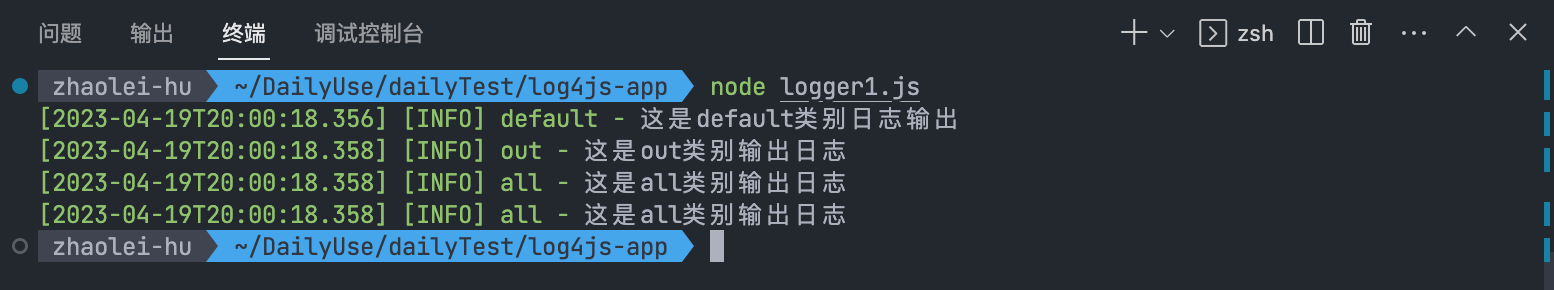 问题 输出 终端 调试控制台 zsh
zhaolei-hu ~/DailyUse/dailyTest/log4js-app node logger1.js
[2023-04-19T20:00:18.356] [INFO] default - 这是default类别日志输出
[2023-04-19T20:00:18.358] [INFO] out - 这是out类别输出日志
[2023-04-19T20:00:18.358] [INFO] all - 这是all类别输出日志
[2023-04-19T20:00:18.358] [INFO] all - 这是all类别输出日志
zhaolei-hu ~/DailyUse/dailyTest/log4js-app